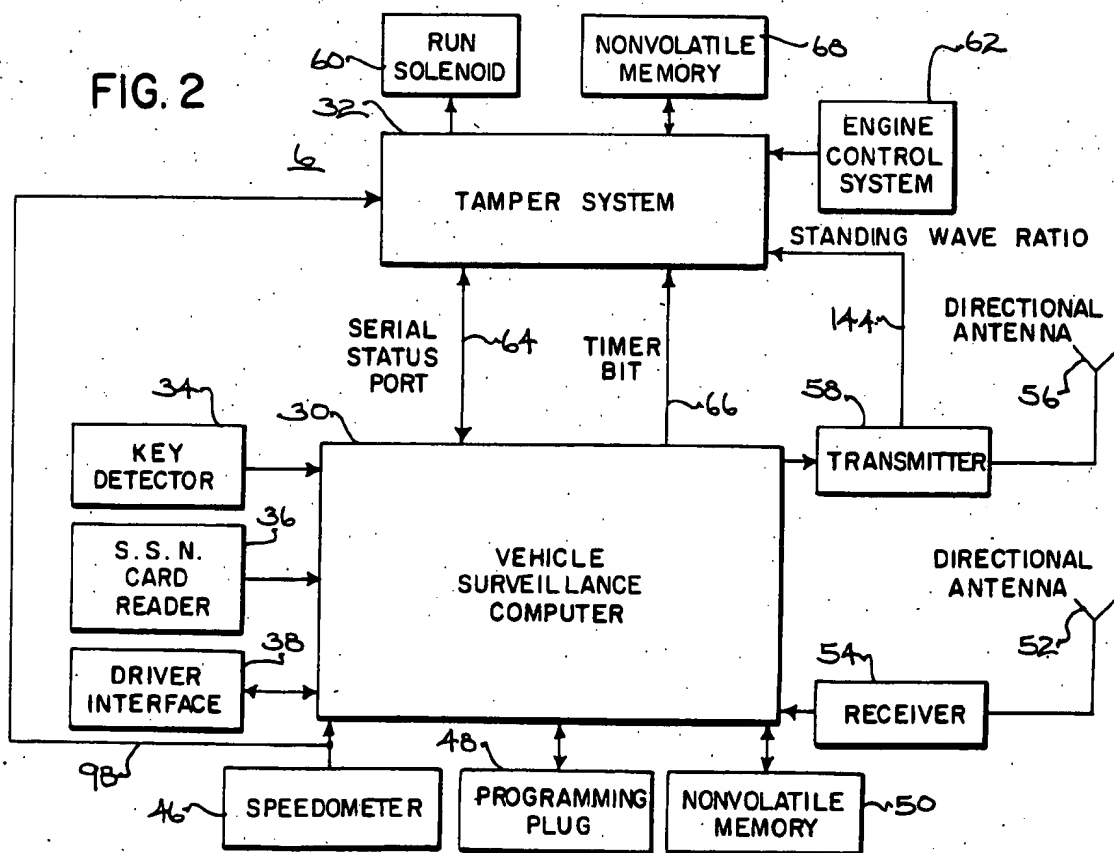 FIG. 2
60
RUN
SOLENOID
NONVOLATILE
MEMORY
68
62
32
6
TAMPER SYSTEM
ENGINE
CONTROL
SYSTEM
STANDING WAVE RATIO
144
DIRECTIONAL
ANTENNA
56
SERIAL
STATUS
PORT
64
TIMER
BIT
66
58
TRANSMITTER
34
KEY
DETECTOR
30
36
S. S. N.
CARD
READER
VEHICLE
SURVEILLANCE
COMPUTER
DIRECTIONAL
ANTENNA
52
38
DRIVER
INTERFACE
54
RECEIVER
98
46
SPEEDOMETER
48
PROGRAMMING
PLUG
NONVOLATILE
MEMORY
50